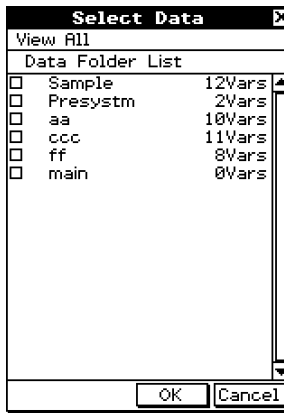 Select Data
View All
Data Folder List
Sample 12Vars
Presystm 2Vars
aa 10Vars
ccc 11Vars
ff 8Vars
main 0Vars
OK Cancel